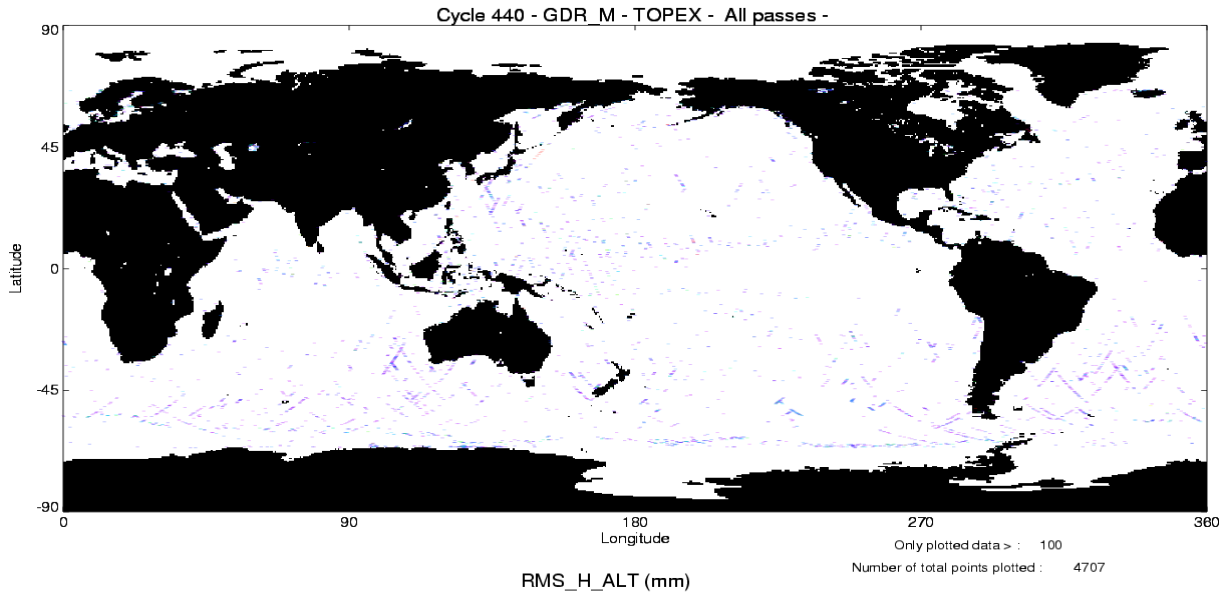 Cycle 440 - GDR_M - TOPEX - All passes -
90
45
0
-45
-90
Latitude
0 90 180 270 360
Longitude
Only plotted data > : 100
Number of total points plotted : 4707
RMS_H_ALT (mm)